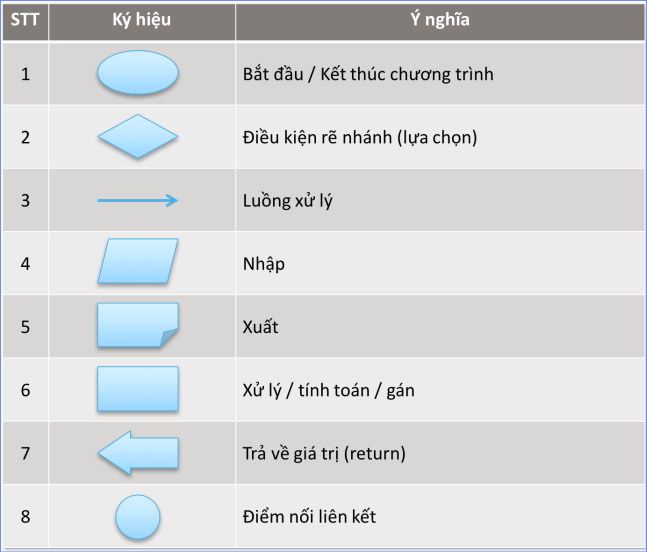 STT Ký hiệu Ý nghĩa
1 Bắt đầu / Kết thúc chương trình
2 Điều kiện rẽ nhánh (lựa chọn)
3 Luồng xử lý
4 Nhập
5 Xuất
6 Xử lý / tính toán / gán
7 Trả về giá trị (return)
8 Điểm nối liên kết